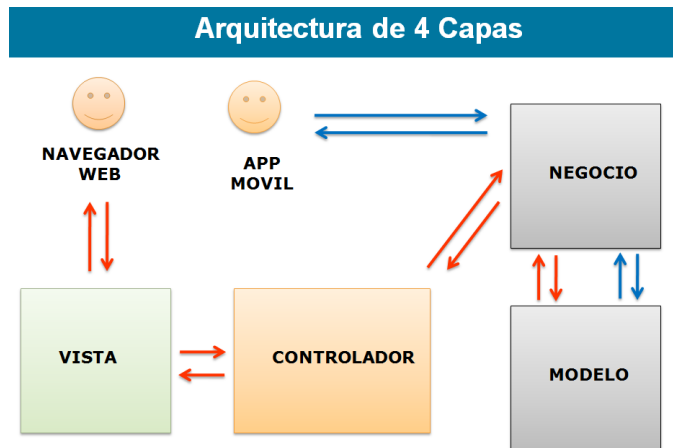 Arquitectura de 4 Capas
NAVEGADOR
WEB
APP
MOVIL
NEGOCIO
VISTA
CONTROLADOR
MODELO